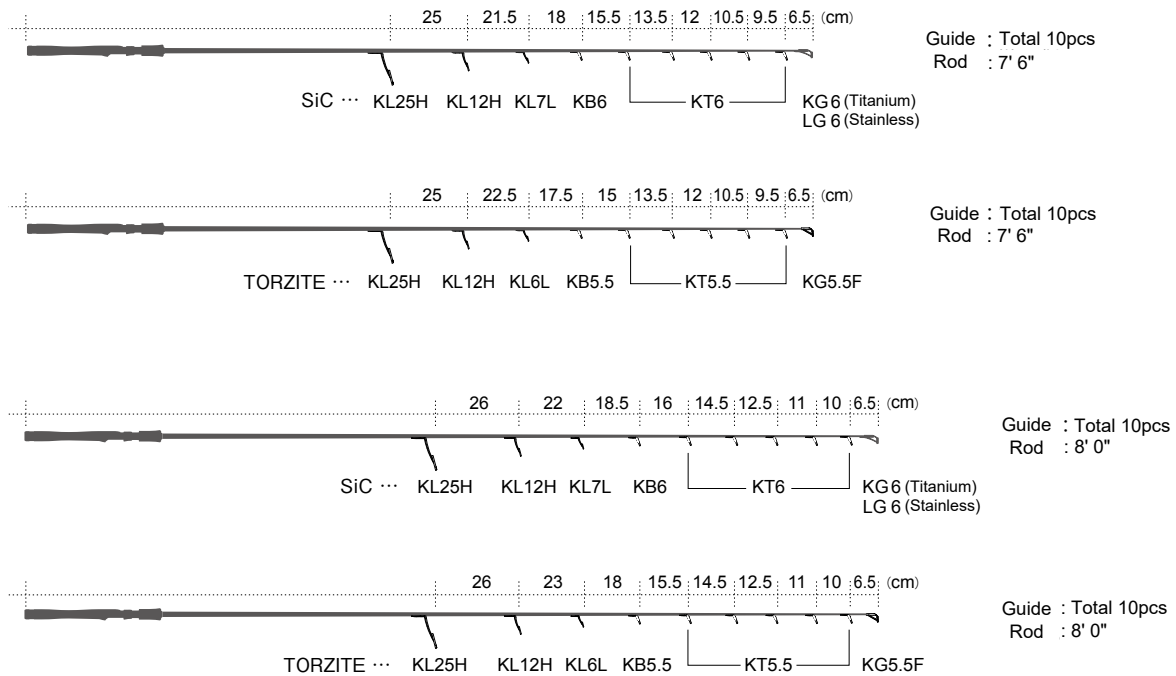 25 21.5 18 15.5 13.5 12 10.5 9.5 6.5 (cm)
Guide : Total 10pcs
Rod : 7' 6"
SiC ··· KL25H KL12H KL7L KB6 KT6 KG6 (Titanium)
LG 6 (Stainless)
25 22.5 17.5 15 13.5 12 10.5 9.5 6.5 (cm)
Guide : Total 10pcs
Rod : 7' 6"
TORZITE ··· KL25H KL12H KL6L KB5.5 KT5.5 KG5.5F
26 22 18.5 16 14.5 12.5 11 10 6.5 (cm)
Guide : Total 10pcs
Rod : 8' 0"
SiC ··· KL25H KL12H KL7L KB6 KT6 KG6 (Titanium)
LG 6 (Stainless)
26 23 18 15.5 14.5 12.5 11 10 6.5 (cm)
Guide : Total 10pcs
Rod : 8' 0"
TORZITE ··· KL25H KL12H KL6L KB5.5 KT5.5 KG5.5F